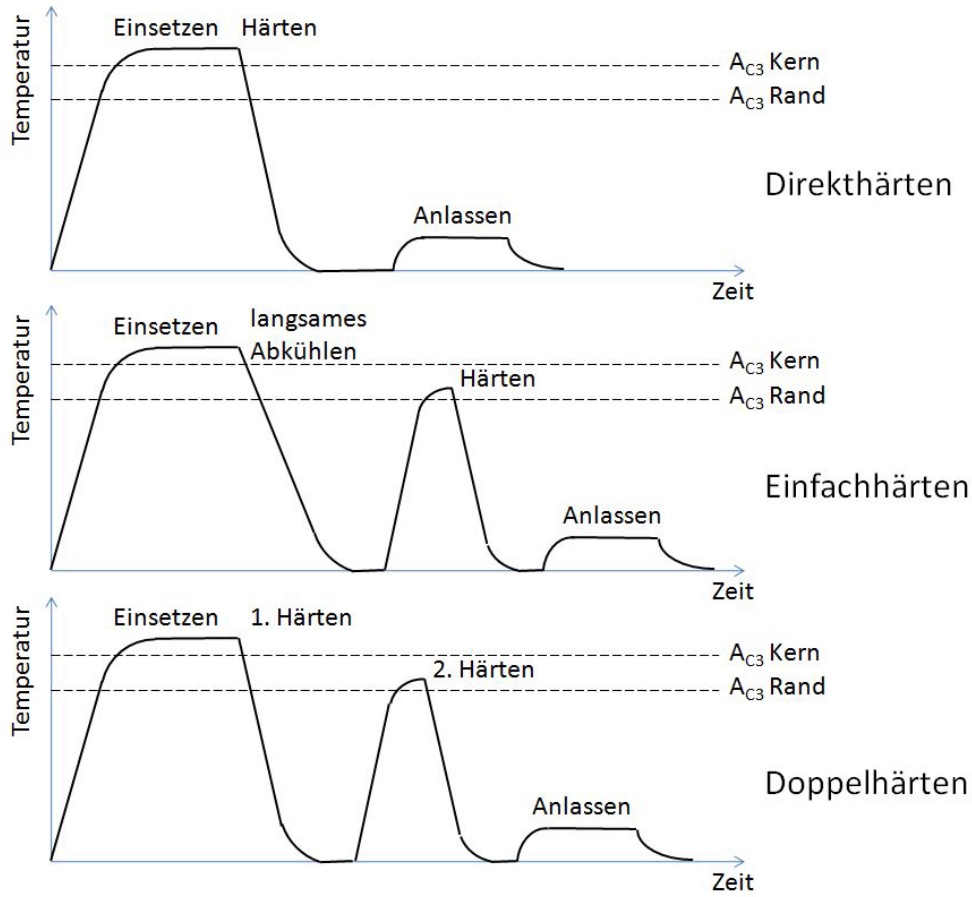 Temperatur
Einsetzen
Härten
AC3 Kern
AC3 Rand
Direkthärten
Anlassen
Zeit
Temperatur
Einsetzen
langsames
Abkühlen
AC3 Kern
Härten
AC3 Rand
Einfachhärten
Anlassen
Zeit
Temperatur
Einsetzen
1. Härten
AC3 Kern
2. Härten
AC3 Rand
Doppelhärten
Anlassen
Zeit